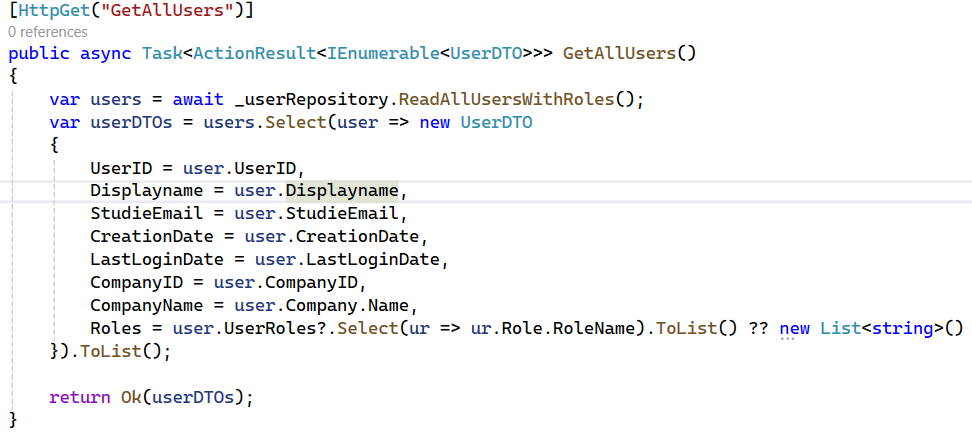 [HttpGet("GetAllUsers")]
0 references
public async Task<ActionResult<IEnumerable<UserDTO>>> GetAllUsers()
{
    var users = await _userRepository.ReadAllUsersWithRoles();
    var userDTOs = users.Select(user => new UserDTO
    {
        UserID = user.UserID,
        Displayname = user.Displayname,
        StudieEmail = user.StudieEmail,
        CreationDate = user.CreationDate,
        LastLoginDate = user.LastLoginDate,
        CompanyID = user.CompanyID,
        CompanyName = user.Company.Name,
        Roles = user.UserRoles?.Select(ur => ur.Role.RoleName).ToList() ?? new List<string>()
    }).ToList();
    return Ok(userDTOs);
}